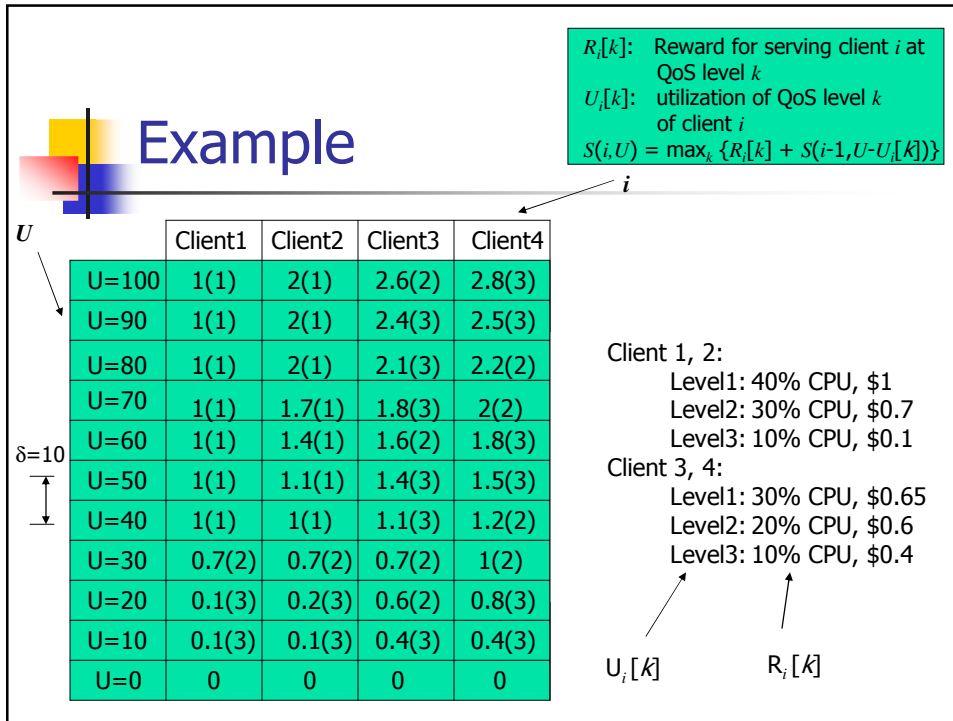 R_i[k]: Reward for serving client i at
QoS level k
U_i[k]: utilization of QoS level k
of client i
S(i,U) = max_k {R_i[k] + S(i-1,U-U_i[k])}
Example
i
U
Client1 Client2 Client3 Client4
U=100 1(1) 2(1) 2.6(2) 2.8(3)
U=90 1(1) 2(1) 2.4(3) 2.5(3)
U=80 1(1) 2(1) 2.1(3) 2.2(2)
U=70 1(1) 1.7(1) 1.8(3) 2(2)
U=60 1(1) 1.4(1) 1.6(2) 1.8(3)
δ=10
U=50 1(1) 1.1(1) 1.4(3) 1.5(3)
U=40 1(1) 1(1) 1.1(3) 1.2(2)
U=30 0.7(2) 0.7(2) 0.7(2) 1(2)
U=20 0.1(3) 0.2(3) 0.6(2) 0.8(3)
U=10 0.1(3) 0.1(3) 0.4(3) 0.4(3)
U=0 0 0 0 0
Client 1, 2:
Level1: 40% CPU, $1
Level2: 30% CPU, $0.7
Level3: 10% CPU, $0.1
Client 3, 4:
Level1: 30% CPU, $0.65
Level2: 20% CPU, $0.6
Level3: 10% CPU, $0.4
U_i[k] R_i[k]